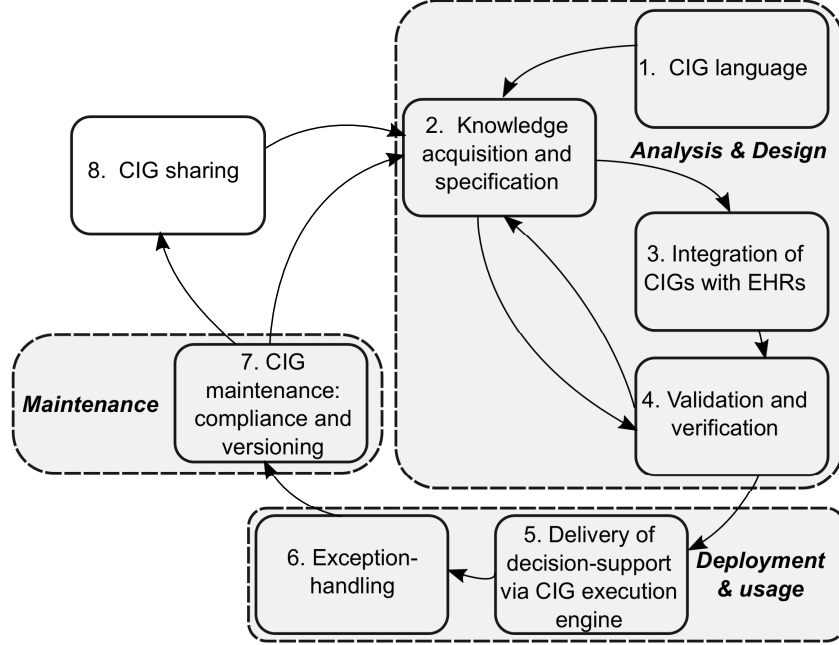 1.  CIG language
2.  Knowledge
acquisition and
specification
Analysis & Design
8.  CIG sharing
3. Integration of
CIGs with EHRs
7. CIG
maintenance:
compliance and
versioning
Maintenance
4. Validation and
verification
5. Delivery of
decision-support
via CIG execution
engine
6. Exception-
handling
Deployment
& usage